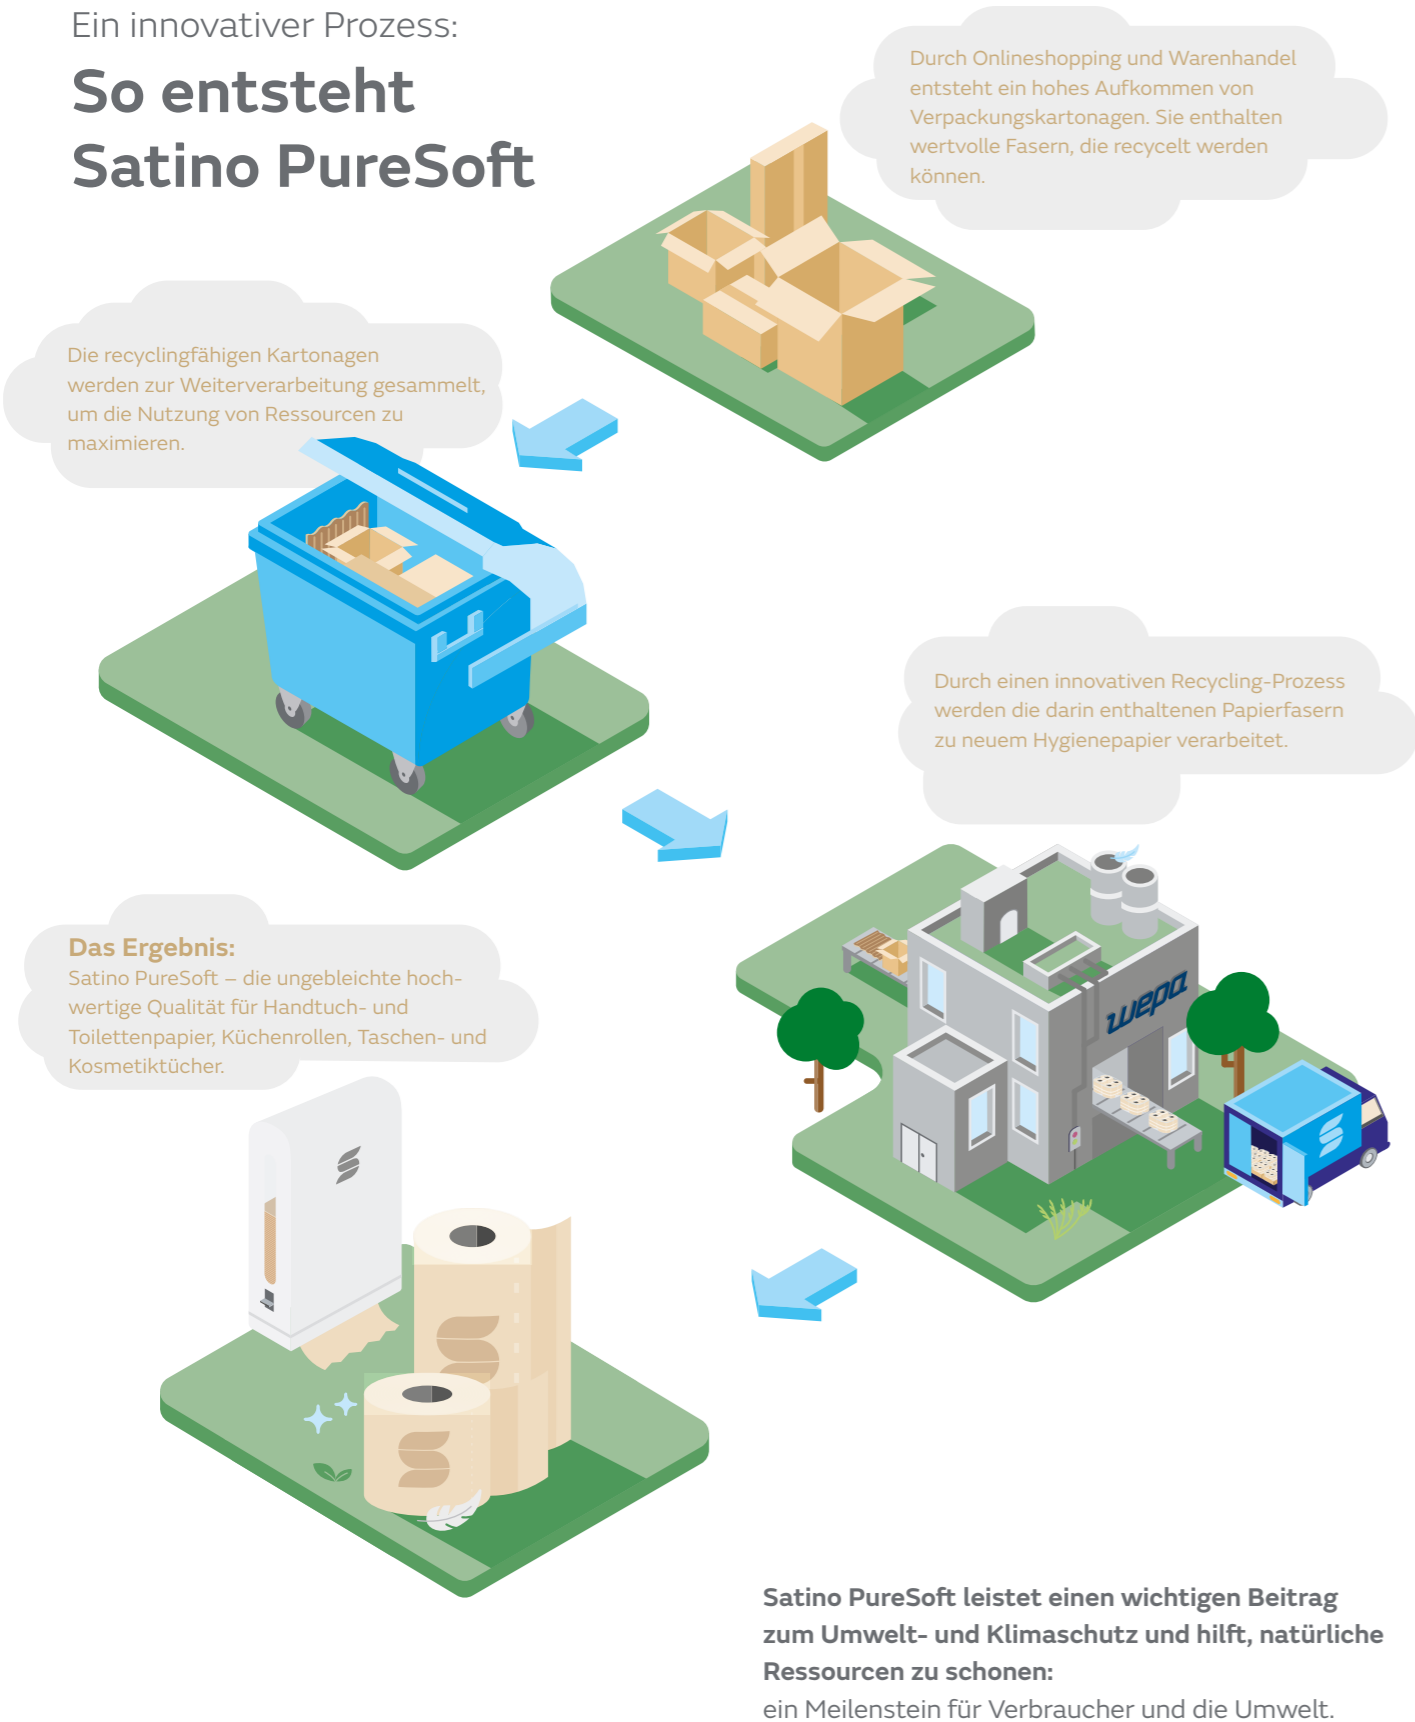 Ein innovativer Prozess:
So entsteht
Satino PureSoft
Durch Onlineshopping und Warenhandel
entsteht ein hohes Aufkommen von
Verpackungskartonagen. Sie enthalten
wertvolle Fasern, die recycelt werden
können.
Die recyclingfähigen Kartonagen
werden zur Weiterverarbeitung gesammelt,
um die Nutzung von Ressourcen zu
maximieren.
Durch einen innovativen Recycling-Prozess
werden die darin enthaltenen Papierfasern
zu neuem Hygienepapier verarbeitet.
wepa
Das Ergebnis:
Satino PureSoft – die ungebleichte hoch-
wertige Qualität für Handtuch- und
Toilettenpapier, Küchenrollen, Taschen- und
Kosmetiktücher.
Satino PureSoft leistet einen wichtigen Beitrag
zum Umwelt- und Klimaschutz und hilft, natürliche
Ressourcen zu schonen:
ein Meilenstein für Verbraucher und die Umwelt.